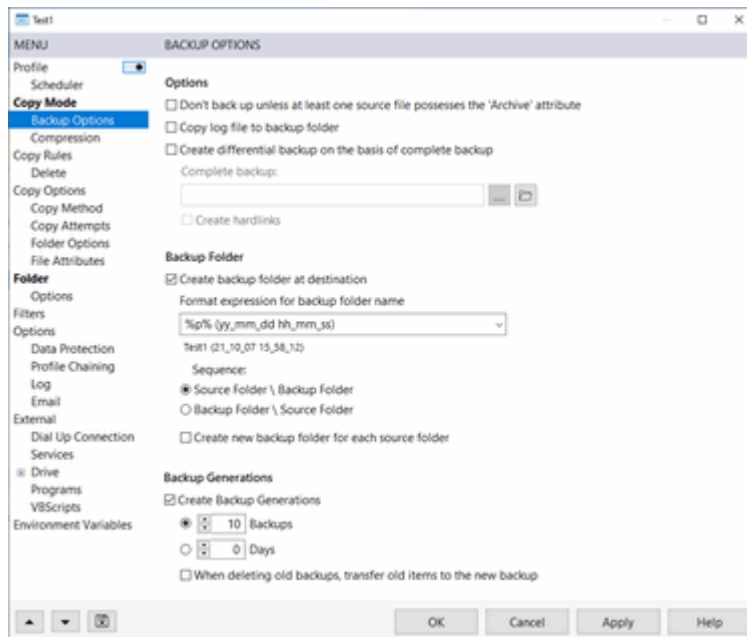 Test1
MENU
Profile
Scheduler
Copy Mode
Backup Options
Compression
Copy Rules
Delete
Copy Options
Copy Method
Copy Attempts
Folder Options
File Attributes
Folder
Options
Filters
Options
Data Protection
Profile Chaining
Log
Email
External
Dial Up Connection
Services
Drive
Programs
VBScripts
Environment Variables
BACKUP OPTIONS
Options
Don't back up unless at least one source file possesses the 'Archive' attribute
Copy log file to backup folder
Create differential backup on the basis of complete backup
Complete backup:
...
Create hardlinks
Backup Folder
Create backup folder at destination
Format expression for backup folder name
%p% (yy_mm_dd hh_mm_ss)
Test1 (21_10_07 15_58_12)
Sequence:
Source Folder \ Backup Folder
Backup Folder \ Source Folder
Create new backup folder for each source folder
Backup Generations
Create Backup Generations
10 Backups
0 Days
When deleting old backups, transfer old items to the new backup
OK Cancel Apply Help